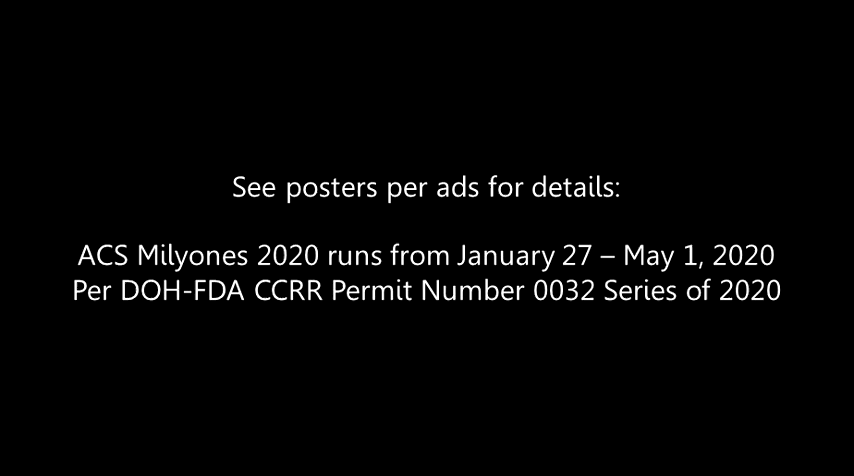 See posters per ads for details:
ACS Milyones 2020 runs from January 27 – May 1, 2020
Per DOH-FDA CCRR Permit Number 0032 Series of 2020